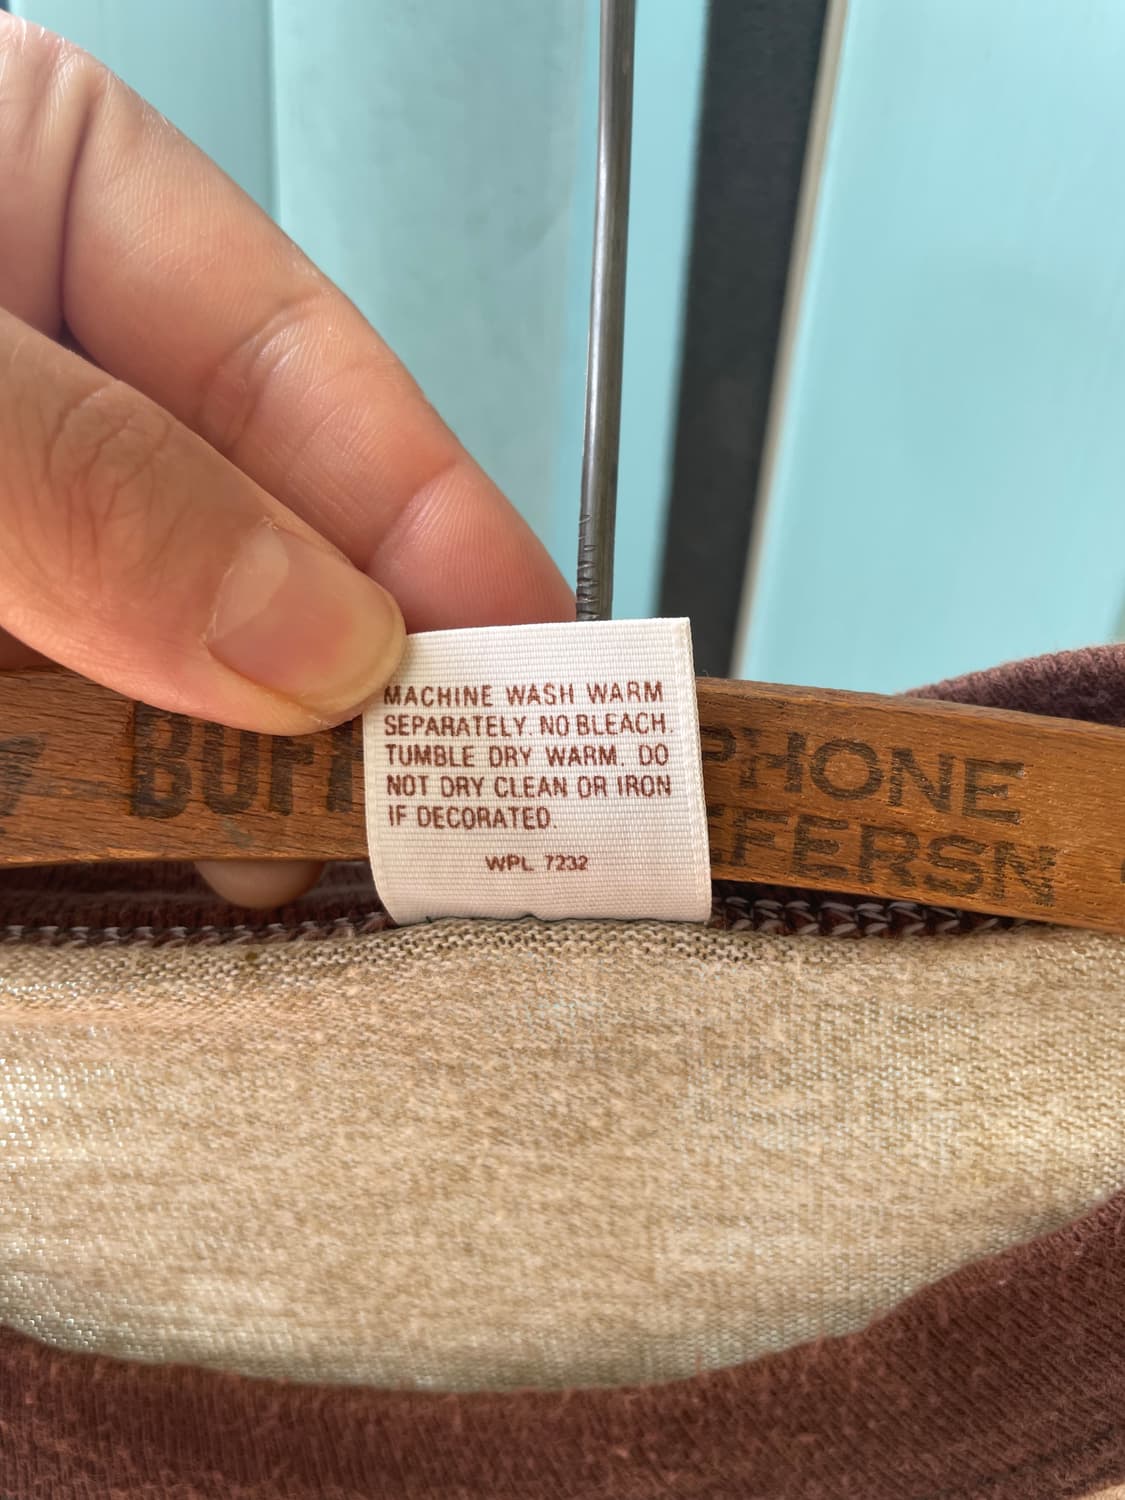 MACHINE WASH WARM
SEPARATELY. NO BLEACH.
TUMBLE DRY WARM. DO
NOT DRY CLEAN OR IRON
IF DECORATED.
WPL 7232
PHONE